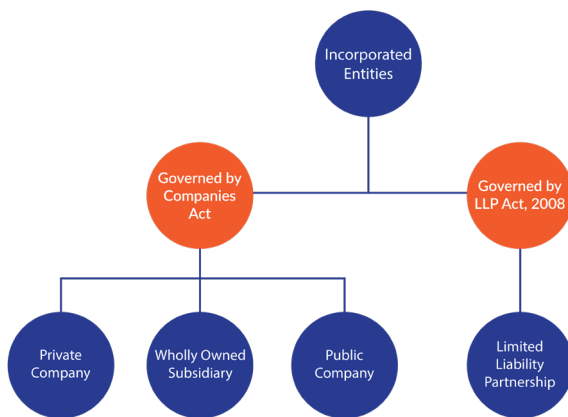 Incorporated
Entities
Governed by
Companies
Act
Governed by
LLP Act, 2008
Private
Company
Wholly Owned
Subsidiary
Public
Company
Limited
Liability
Partnership